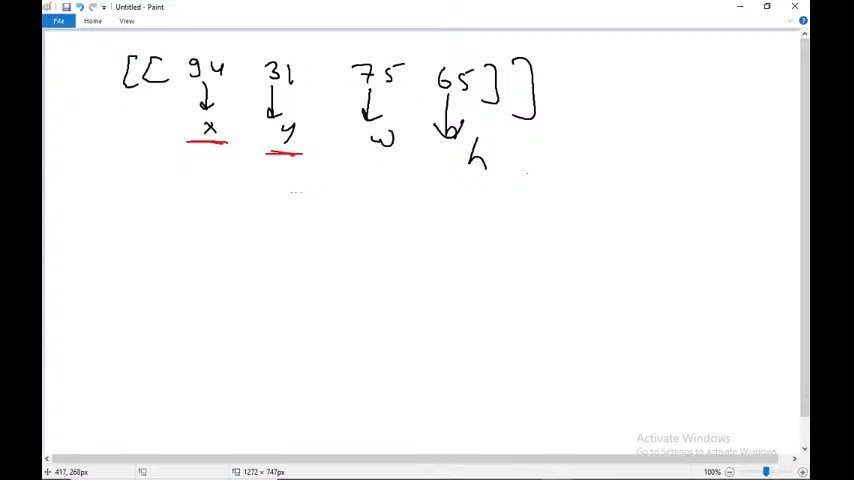 Untitled - Paint
File Home View
[[ 94 31 75 65 ] ]
x y w h
Activate Windows
Go to Settings to activate Windows.
417, 268px 1272 × 747px 100%